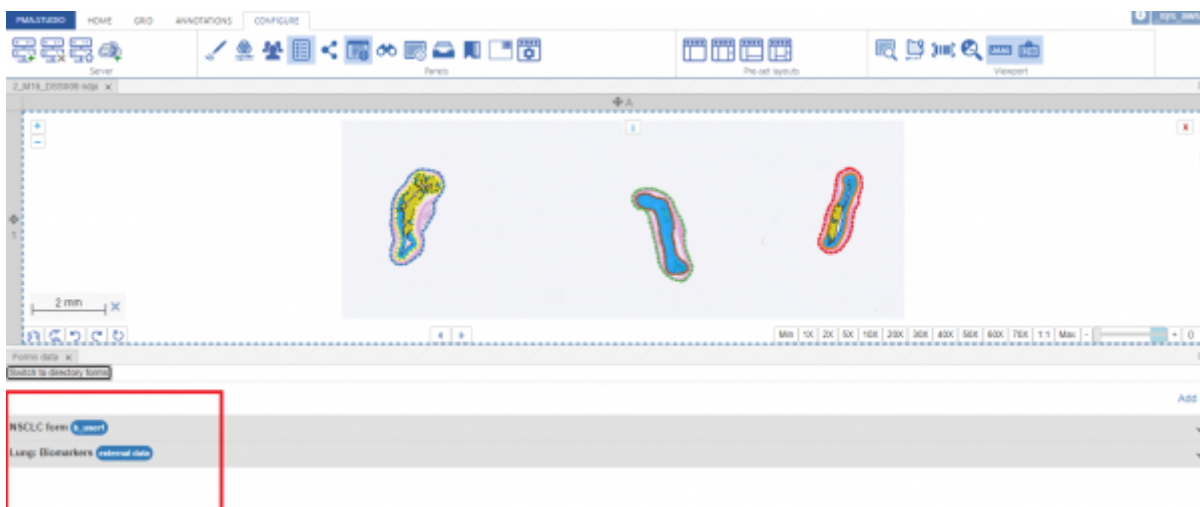 PMA.STUDIO HOME GRID ANNOTATIONS CONFIGURE
Server Panels Pre-set layouts Viewport
A
1
2 mm
Min 1X 2X 5X 10X 20X 30X 40X 50X 60X 70X 1:1 Max - + 0
Forms data
Switch to directory forms
Add
NSCLC form
Lung: Biomarkers external data